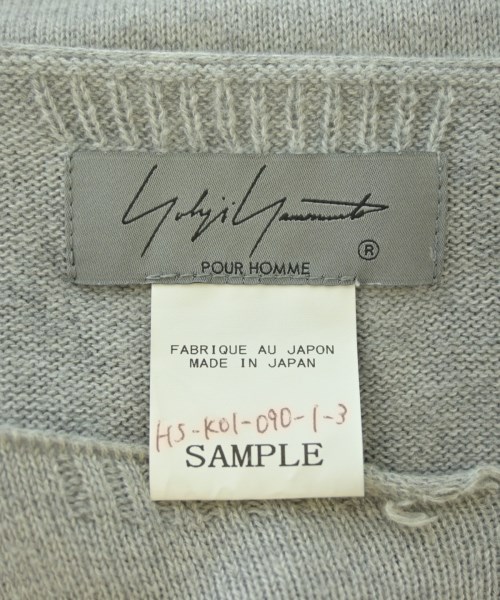 Yohji Yamamoto
®
POUR HOMME
FABRIQUE AU JAPON
MADE IN JAPAN
HS-K01-090-1-3
SAMPLE